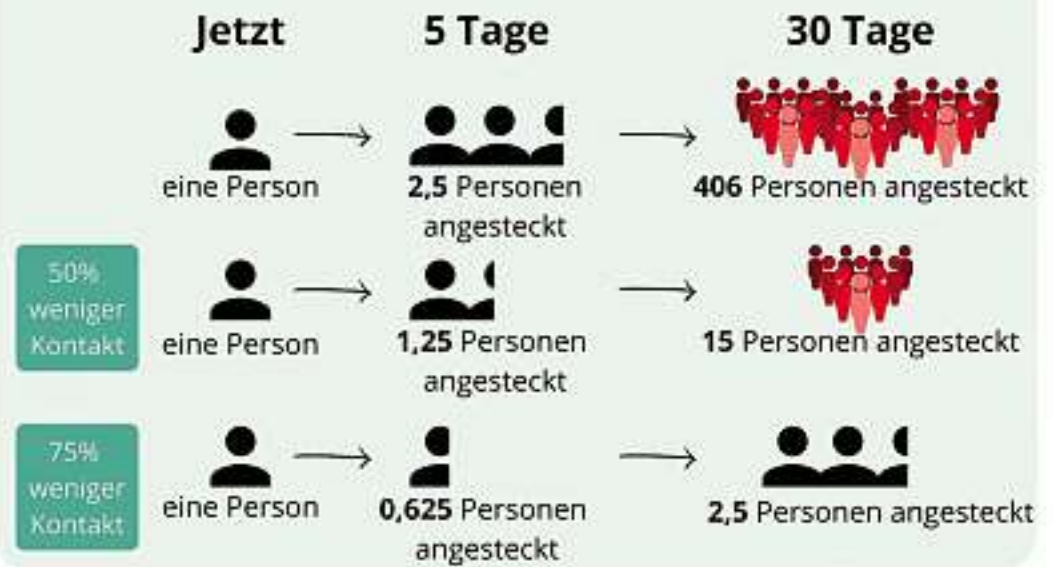 Jetzt 5 Tage 30 Tage
eine Person
2,5 Personen
angesteckt
406 Personen angesteckt
50%
weniger
Kontakt
eine Person
1,25 Personen
angesteckt
15 Personen angesteckt
75%
weniger
Kontakt
eine Person
0,625 Personen
angesteckt
2,5 Personen angesteckt